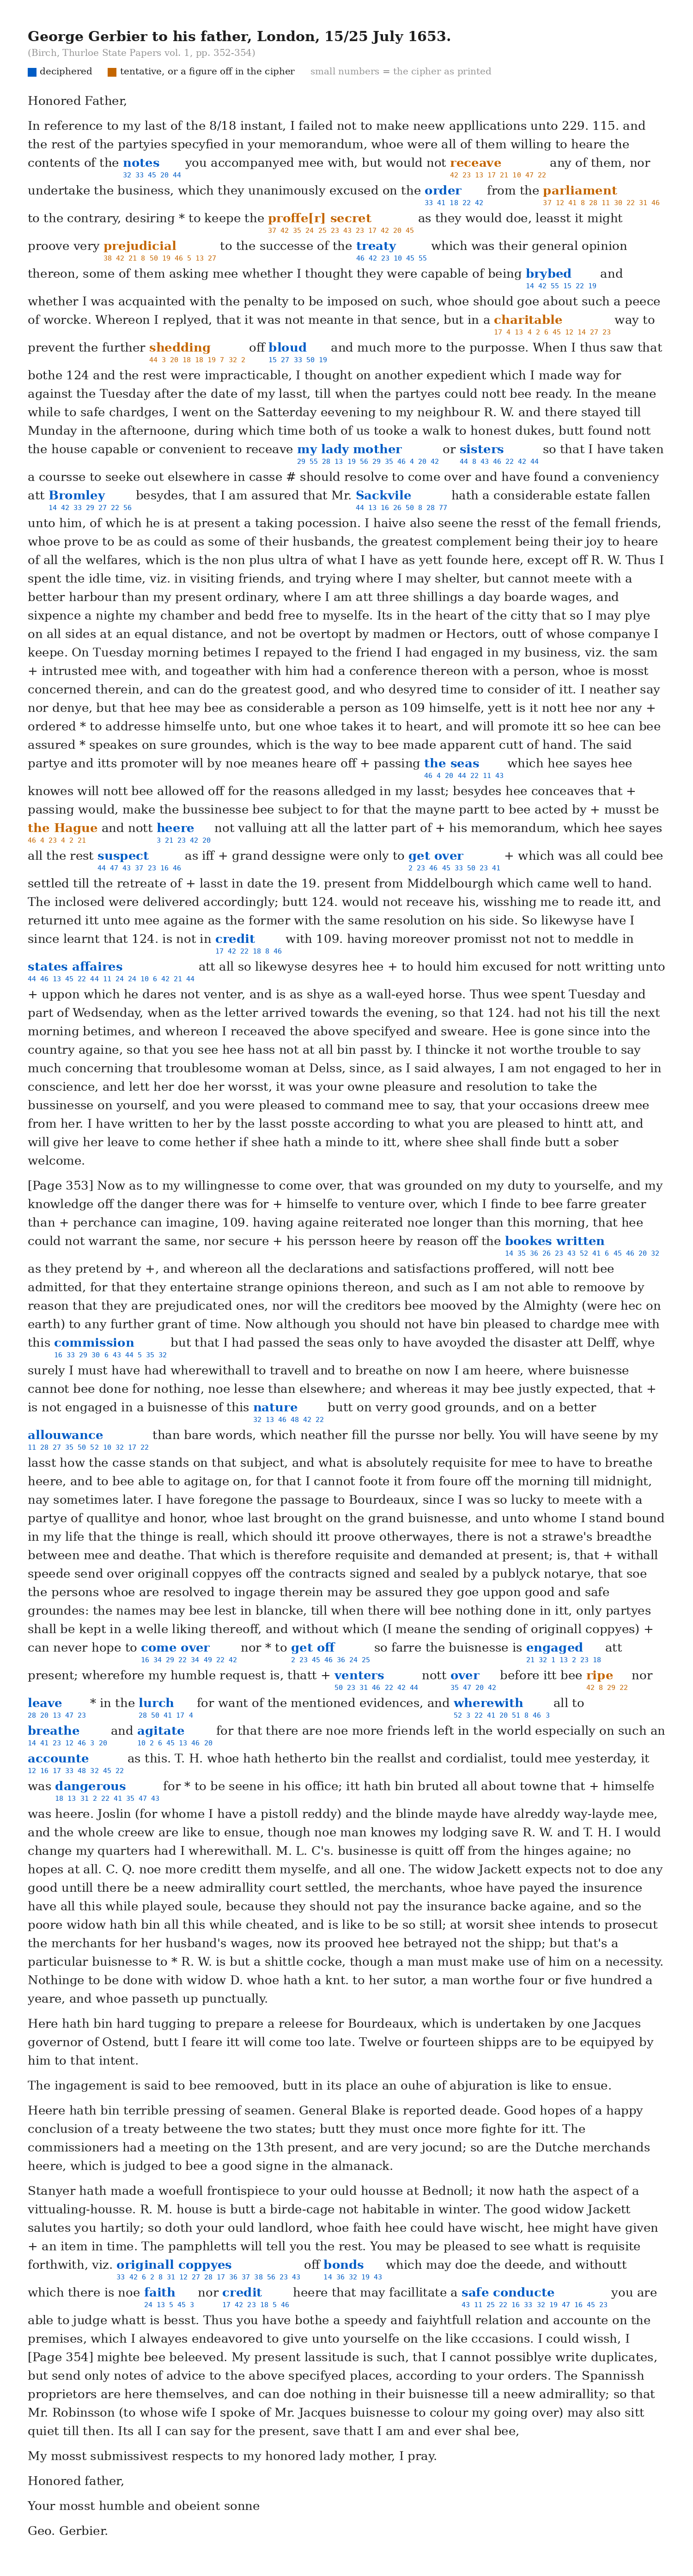 George Gerbier to his father, London, 15/25 July 1653.
(Birch, Thurloe State Papers vol. 1, pp. 352-354)
deciphered tentative, or a figure off in the cipher small numbers = the cipher as printed
Honored Father,
In reference to my last of the 8/18 instant, I failed not to make neew appllications unto 229. 115. and
the rest of the partyies specyfied in your memorandum, whoe were all of them willing to heare the
contents of the notes you accompanyed mee with, but would not receave any of them, nor
32 33 45 20 44 42 23 13 17 21 10 47 22
undertake the business, which they unanimously excused on the order from the parliament
33 41 18 22 42 37 12 41 8 28 11 30 22 31 46
to the contrary, desiring * to keepe the proffe[r] secret as they would doe, leasst it might
37 42 35 24 25 23 43 23 17 42 20 45
proove very prejudicial to the successe of the treaty which was their general opinion
38 42 21 8 50 19 46 5 13 27 46 42 23 10 45 55
thereon, some of them asking mee whether I thought they were capable of being brybed and
14 42 55 15 22 19
whether I was acquainted with the penalty to be imposed on such, whoe should goe about such a peece
of worcke. Whereon I replyed, that it was not meante in that sence, but in a charitable way to
17 4 13 4 2 6 45 12 14 27 23
prevent the further shedding off bloud and much more to the purposse. When I thus saw that
44 3 20 18 18 19 7 32 2 15 27 33 50 19
bothe 124 and the rest were impracticable, I thought on another expedient which I made way for
against the Tuesday after the date of my lasst, till when the partyes could nott bee ready. In the meane
while to safe chardges, I went on the Satterday eevening to my neighbour R. W. and there stayed till
Munday in the afternoone, during which time both of us tooke a walk to honest dukes, butt found nott
the house capable or convenient to receave my lady mother or sisters so that I have taken
29 55 28 13 19 56 29 35 46 4 20 42 44 8 43 46 22 42 44
a coursse to seeke out elsewhere in casse # should resolve to come over and have found a conveniency
att Bromley besydes, that I am assured that Mr. Sackvile hath a considerable estate fallen
14 42 33 29 27 22 56 44 13 16 26 50 8 28 77
unto him, of which he is at present a taking pocession. I haive also seene the resst of the femall friends,
whoe prove to be as could as some of their husbands, the greatest complement being their joy to heare
of all the welfares, which is the non plus ultra of what I have as yett founde here, except off R. W. Thus I
spent the idle time, viz. in visiting friends, and trying where I may shelter, but cannot meete with a
better harbour than my present ordinary, where I am att three shillings a day boarde wages, and
sixpence a nighte my chamber and bedd free to myselfe. Its in the heart of the citty that so I may plye
on all sides at an equal distance, and not be overtopt by madmen or Hectors, outt of whose companye I
keepe. On Tuesday morning betimes I repayed to the friend I had engaged in my business, viz. the sam
+ intrusted mee with, and togeather with him had a conference thereon with a person, whoe is mosst
concerned therein, and can do the greatest good, and who desyred time to consider of itt. I neather say
nor denye, but that hee may bee as considerable a person as 109 himselfe, yett is it nott hee nor any +
ordered * to addresse himselfe unto, but one whoe takes it to heart, and will promote itt so hee can bee
assured * speakes on sure groundes, which is the way to bee made apparent cutt of hand. The said
partye and itts promoter will by noe meanes heare off + passing the seas which hee sayes hee
46 4 20 44 22 11 43
knowes will nott bee allowed off for the reasons alledged in my lasst; besydes hee conceaves that +
passing would, make the bussinesse bee subject to for that the mayne partt to bee acted by + musst be
the Hague and nott heere not valluing att all the latter part of + his memorandum, which hee sayes
46 4 23 4 2 21 3 21 23 42 20
all the rest suspect as iff + grand dessigne were only to get over + which was all could bee
44 47 43 37 23 16 46 2 23 46 45 33 50 23 41
settled till the retreate of + lasst in date the 19. present from Middelbourgh which came well to hand.
The inclosed were delivered accordingly; butt 124. would not receave his, wisshing me to reade itt, and
returned itt unto mee againe as the former with the same resolution on his side. So likewyse have I
since learnt that 124. is not in credit with 109. having moreover promisst not not to meddle in
17 42 22 18 8 46
states affaires att all so likewyse desyres hee + to hould him excused for nott writting unto
44 46 13 45 22 44 11 24 24 10 6 42 21 44
+ uppon which he dares not venter, and is as shye as a wall-eyed horse. Thus wee spent Tuesday and
part of Wedsenday, when as the letter arrived towards the evening, so that 124. had not his till the next
morning betimes, and whereon I receaved the above specifyed and sweare. Hee is gone since into the
country againe, so that you see hee hass not at all bin passt by. I thincke it not worthe trouble to say
much concerning that troublesome woman at Delss, since, as I said alwayes, I am not engaged to her in
conscience, and lett her doe her worsst, it was your owne pleasure and resolution to take the
bussinesse on yourself, and you were pleased to command mee to say, that your occasions dreew mee
from her. I have written to her by the lasst posste according to what you are pleased to hintt att, and
will give her leave to come hether if shee hath a minde to itt, where shee shall finde butt a sober
welcome.
[Page 353] Now as to my willingnesse to come over, that was grounded on my duty to yourselfe, and my
knowledge off the danger there was for + himselfe to venture over, which I finde to bee farre greater
than + perchance can imagine, 109. having againe reiterated noe longer than this morning, that hee
could not warrant the same, nor secure + his persson heere by reason off the bookes written
14 35 36 26 23 43 52 41 6 45 46 20 32
as they pretend by +, and whereon all the declarations and satisfactions proffered, will nott bee
admitted, for that they entertaine strange opinions thereon, and such as I am not able to remoove by
reason that they are prejudicated ones, nor will the creditors bee mooved by the Almighty (were hec on
earth) to any further grant of time. Now although you should not have bin pleased to chardge mee with
this commission but that I had passed the seas only to have avoyded the disaster att Delff, whye
16 33 29 30 6 43 44 5 35 32
surely I must have had wherewithall to travell and to breathe on now I am heere, where buisnesse
cannot bee done for nothing, noe lesse than elsewhere; and whereas it may bee justly expected, that +
is not engaged in a buisnesse of this nature butt on verry good grounds, and on a better
32 13 46 48 42 22
allouwance than bare words, which neather fill the pursse nor belly. You will have seene by my
11 28 27 35 50 52 10 32 17 22
lasst how the casse stands on that subject, and what is absolutely requisite for mee to have to breathe
heere, and to bee able to agitage on, for that I cannot foote it from foure off the morning till midnight,
nay sometimes later. I have foregone the passage to Bourdeaux, since I was so lucky to meete with a
partye of quallitye and honor, whoe last brought on the grand buisnesse, and unto whome I stand bound
in my life that the thinge is reall, which should itt proove otherwayes, there is not a strawe's breadthe
between mee and deathe. That which is therefore requisite and demanded at present; is, that + withall
speede send over originall coppyes off the contracts signed and sealed by a publyck notarye, that soe
the persons whoe are resolved to ingage therein may be assured they goe uppon good and safe
groundes: the names may bee lest in blancke, till when there will bee nothing done in itt, only partyes
shall be kept in a welle liking thereof, and without which (I meane the sending of originall coppyes) +
can never hope to come over nor * to get off so farre the buisnesse is engaged att
16 34 29 22 34 49 22 42 2 23 45 46 36 24 25 21 32 1 13 2 23 18
present; wherefore my humble request is, thatt + venters nott over before itt bee ripe nor
50 23 31 46 22 42 44 35 47 20 42 42 8 29 22
leave * in the lurch for want of the mentioned evidences, and wherewith all to
28 20 13 47 23 28 50 41 17 4 52 3 22 41 20 51 8 46 3
breathe and agitate for that there are noe more friends left in the world especially on such an
14 41 23 12 46 3 20 10 2 6 45 13 46 20
accounte as this. T. H. whoe hath hetherto bin the reallst and cordialist, tould mee yesterday, it
12 16 17 33 48 32 45 22
was dangerous for * to be seene in his office; itt hath bin bruted all about towne that + himselfe
18 13 31 2 22 41 35 47 43
was heere. Joslin (for whome I have a pistoll reddy) and the blinde mayde have alreddy way-layde mee,
and the whole creew are like to ensue, though noe man knowes my lodging save R. W. and T. H. I would
change my quarters had I wherewithall. M. L. C's. businesse is quitt off from the hinges againe; no
hopes at all. C. Q. noe more creditt them myselfe, and all one. The widow Jackett expects not to doe any
good untill there be a neew admirallity court settled, the merchants, whoe have payed the insurence
have all this while played soule, because they should not pay the insurance backe againe, and so the
poore widow hath bin all this while cheated, and is like to be so still; at worsit shee intends to prosecut
the merchants for her husband's wages, now its prooved hee betrayed not the shipp; but that's a
particular buisnesse to * R. W. is but a shittle cocke, though a man must make use of him on a necessity.
Nothinge to be done with widow D. whoe hath a knt. to her sutor, a man worthe four or five hundred a
yeare, and whoe passeth up punctually.
Here hath bin hard tugging to prepare a releese for Bourdeaux, which is undertaken by one Jacques
governor of Ostend, butt I feare itt will come too late. Twelve or fourteen shipps are to be equipyed by
him to that intent.
The ingagement is said to bee remooved, butt in its place an ouhe of abjuration is like to ensue.
Heere hath bin terrible pressing of seamen. General Blake is reported deade. Good hopes of a happy
conclusion of a treaty betweene the two states; butt they must once more fighte for itt. The
commissioners had a meeting on the 13th present, and are very jocund; so are the Dutche merchands
heere, which is judged to bee a good signe in the almanack.
Stanyer hath made a woefull frontispiece to your ould housse at Bednoll; it now hath the aspect of a
vittualing-housse. R. M. house is butt a birde-cage not habitable in winter. The good widow Jackett
salutes you hartily; so doth your ould landlord, whoe faith hee could have wischt, hee might have given
+ an item in time. The pamphletts will tell you the rest. You may be pleased to see whatt is requisite
forthwith, viz. originall coppyes off bonds which may doe the deede, and without
33 42 6 2 8 31 12 27 28 17 36 37 38 56 23 43 14 36 32 19 43
which there is noe faith nor credit heere that may facillitate a safe conducte you are
24 13 5 45 3 17 42 23 18 5 46 43 11 25 22 16 33 32 19 47 16 45 23
able to judge whatt is besst. Thus you have bothe a speedy and faiyhtfull relation and accounte on the
premises, which I alwayes endeavored to give unto yourselfe on the like cccasions. I could wissh, I
[Page 354] mighte bee beleeved. My present lassitude is such, that I cannot possiblye write duplicates,
but send only notes of advice to the above specifyed places, according to your orders. The Spannissh
proprietors are here themselves, and can doe nothing in their buisnesse till a neew admirallity; so that
Mr. Robinsson (to whose wife I spoke of Mr. Jacques buisnesse to colour my going over) may also sitt
quiet till then. Its all I can say for the present, save thatt I am and ever shal bee,
My mosst submissivest respects to my honored lady mother, I pray.
Honored father,
Your mosst humble and obeient sonne
Geo. Gerbier.